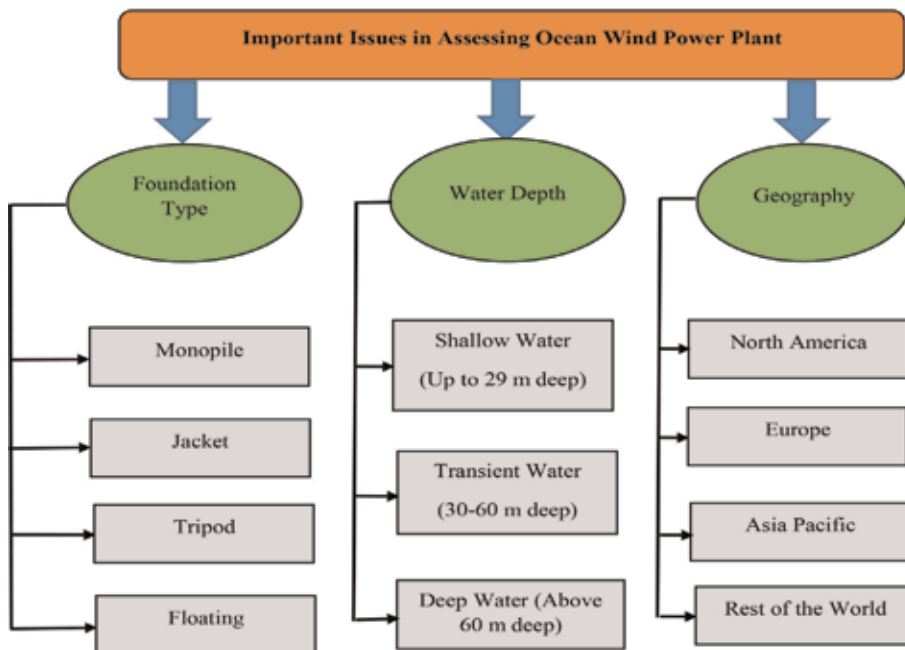 Important Issues in Assessing Ocean Wind Power Plant
Foundation
Type
Monopile
Jacket
Tripod
Floating
Water Depth
Shallow Water
(Up to 29 m deep)
Transient Water
(30-60 m deep)
Deep Water (Above
60 m deep)
Geography
North America
Europe
Asia Pacific
Rest of the World